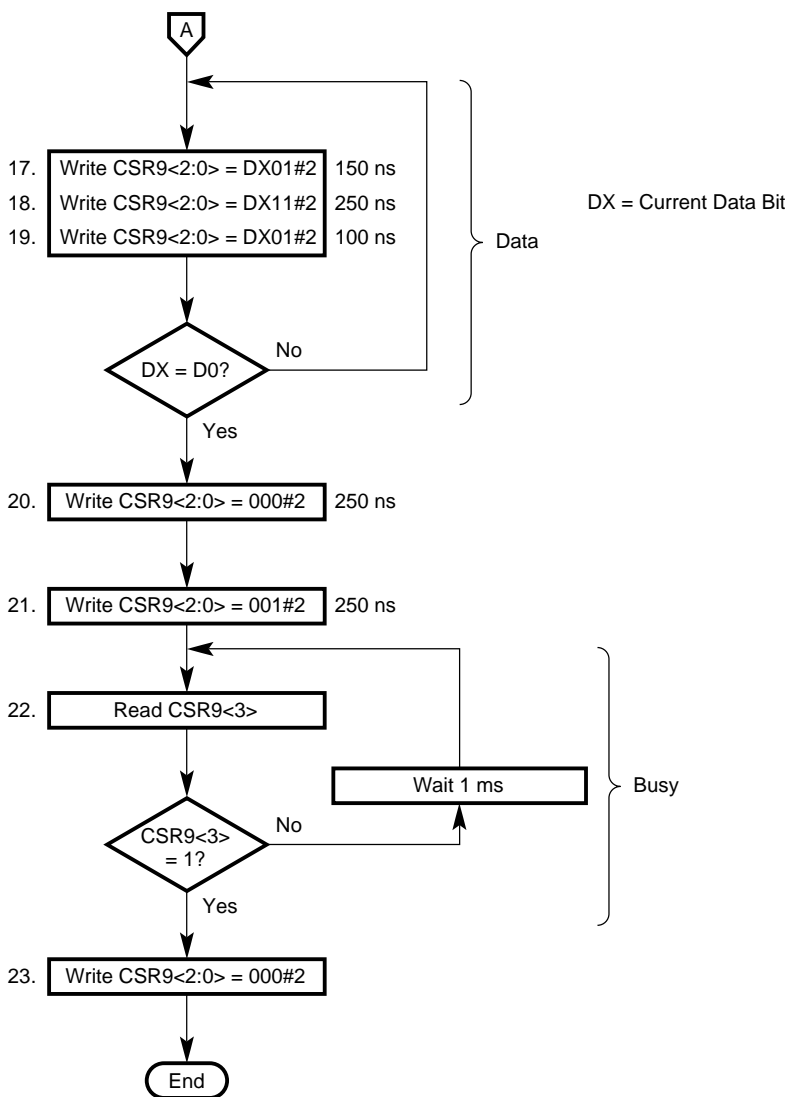 A
17. Write CSR9<2:0> = DX01#2 150 ns
18. Write CSR9<2:0> = DX11#2 250 ns
DX = Current Data Bit
19. Write CSR9<2:0> = DX01#2 100 ns
Data
No
DX = D0?
Yes
20. Write CSR9<2:0> = 000#2 250 ns
21. Write CSR9<2:0> = 001#2 250 ns
22. Read CSR9<3>
Wait 1 ms
Busy
No
CSR9<3>
= 1?
Yes
23. Write CSR9<2:0> = 000#2
End